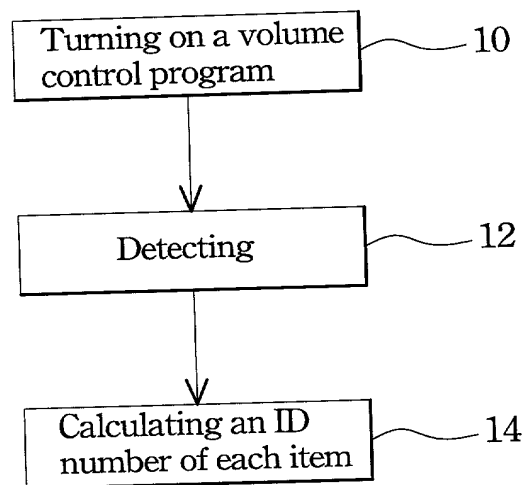 Turning on a volume
control program
10
Detecting
12
Calculating an ID
number of each item
14